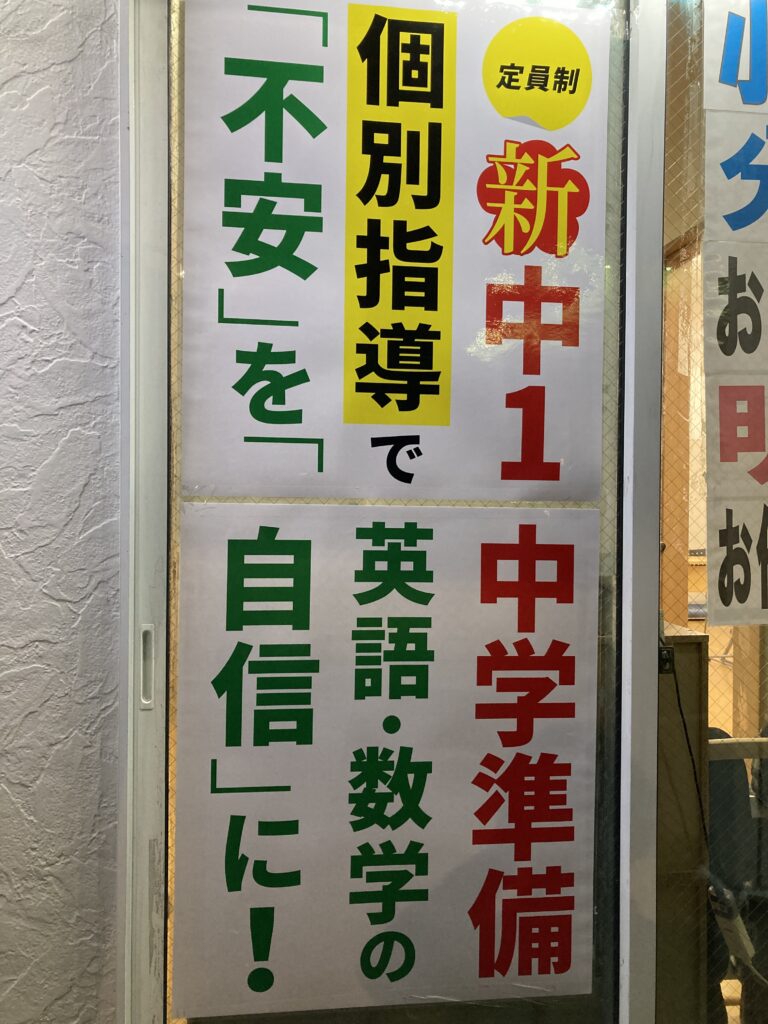 定員制
新中1 中学準備
個別指導で英語・数学の
「不安」を「自信」に!